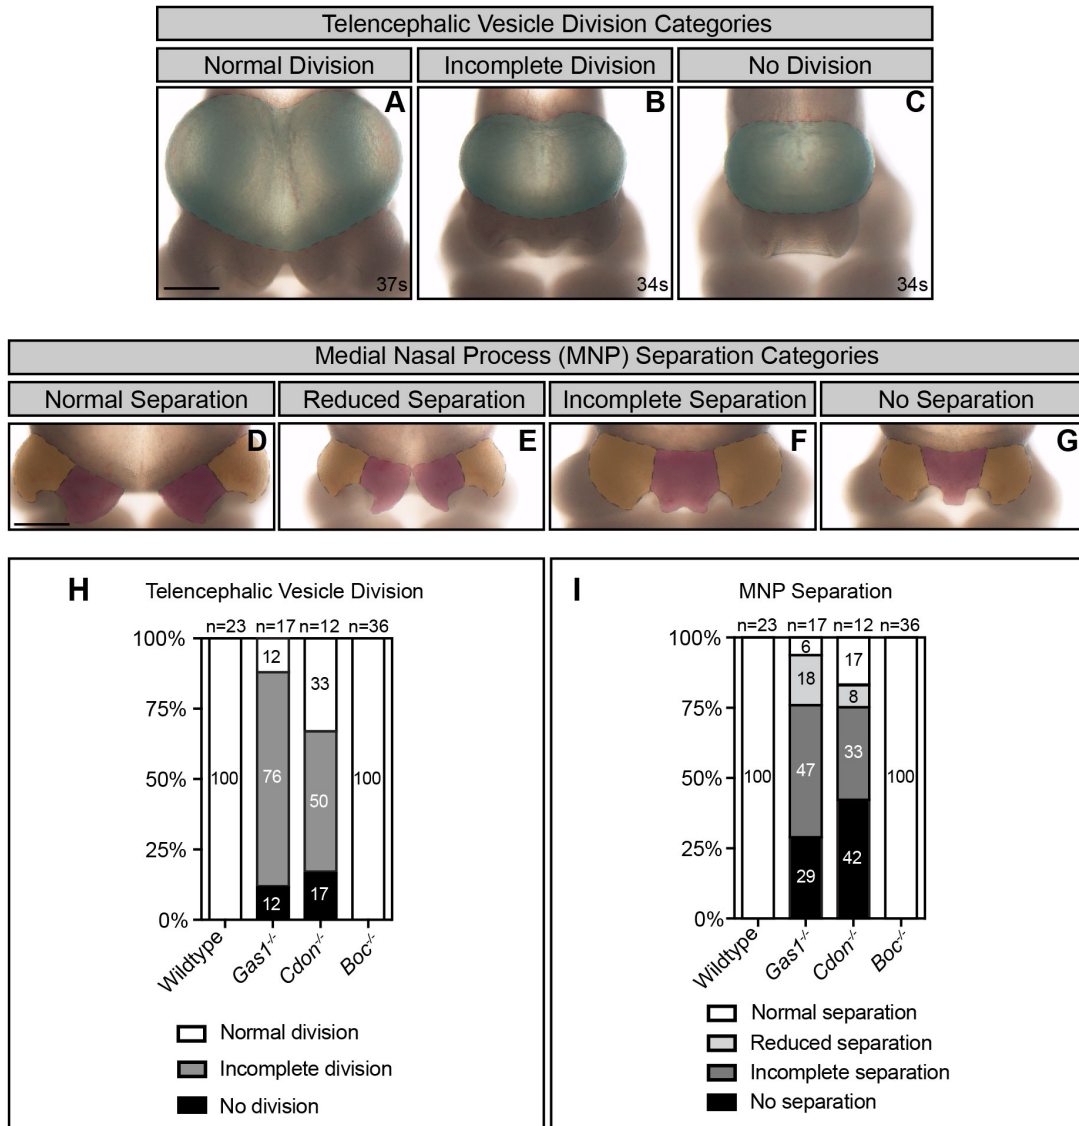 Telencephalic Vesicle Division Categories
Normal Division Incomplete Division No Division
A B C
37s 34s 34s
Medial Nasal Process (MNP) Separation Categories
Normal Separation Reduced Separation Incomplete Separation No Separation
D E F G
H Telencephalic Vesicle Division
n=23 n=17 n=12 n=36
100%
75%
50%
25%
0%
100
12
76
12
33
50
17
100
Wildtype Gas1-/- Cdon-/- Boc-/-
Normal division
Incomplete division
No division
I MNP Separation
n=23 n=17 n=12 n=36
100%
75%
50%
25%
0%
100
6
18
47
29
17
8
33
42
100
Wildtype Gas1-/- Cdon-/- Boc-/-
Normal separation
Reduced separation
Incomplete separation
No separation